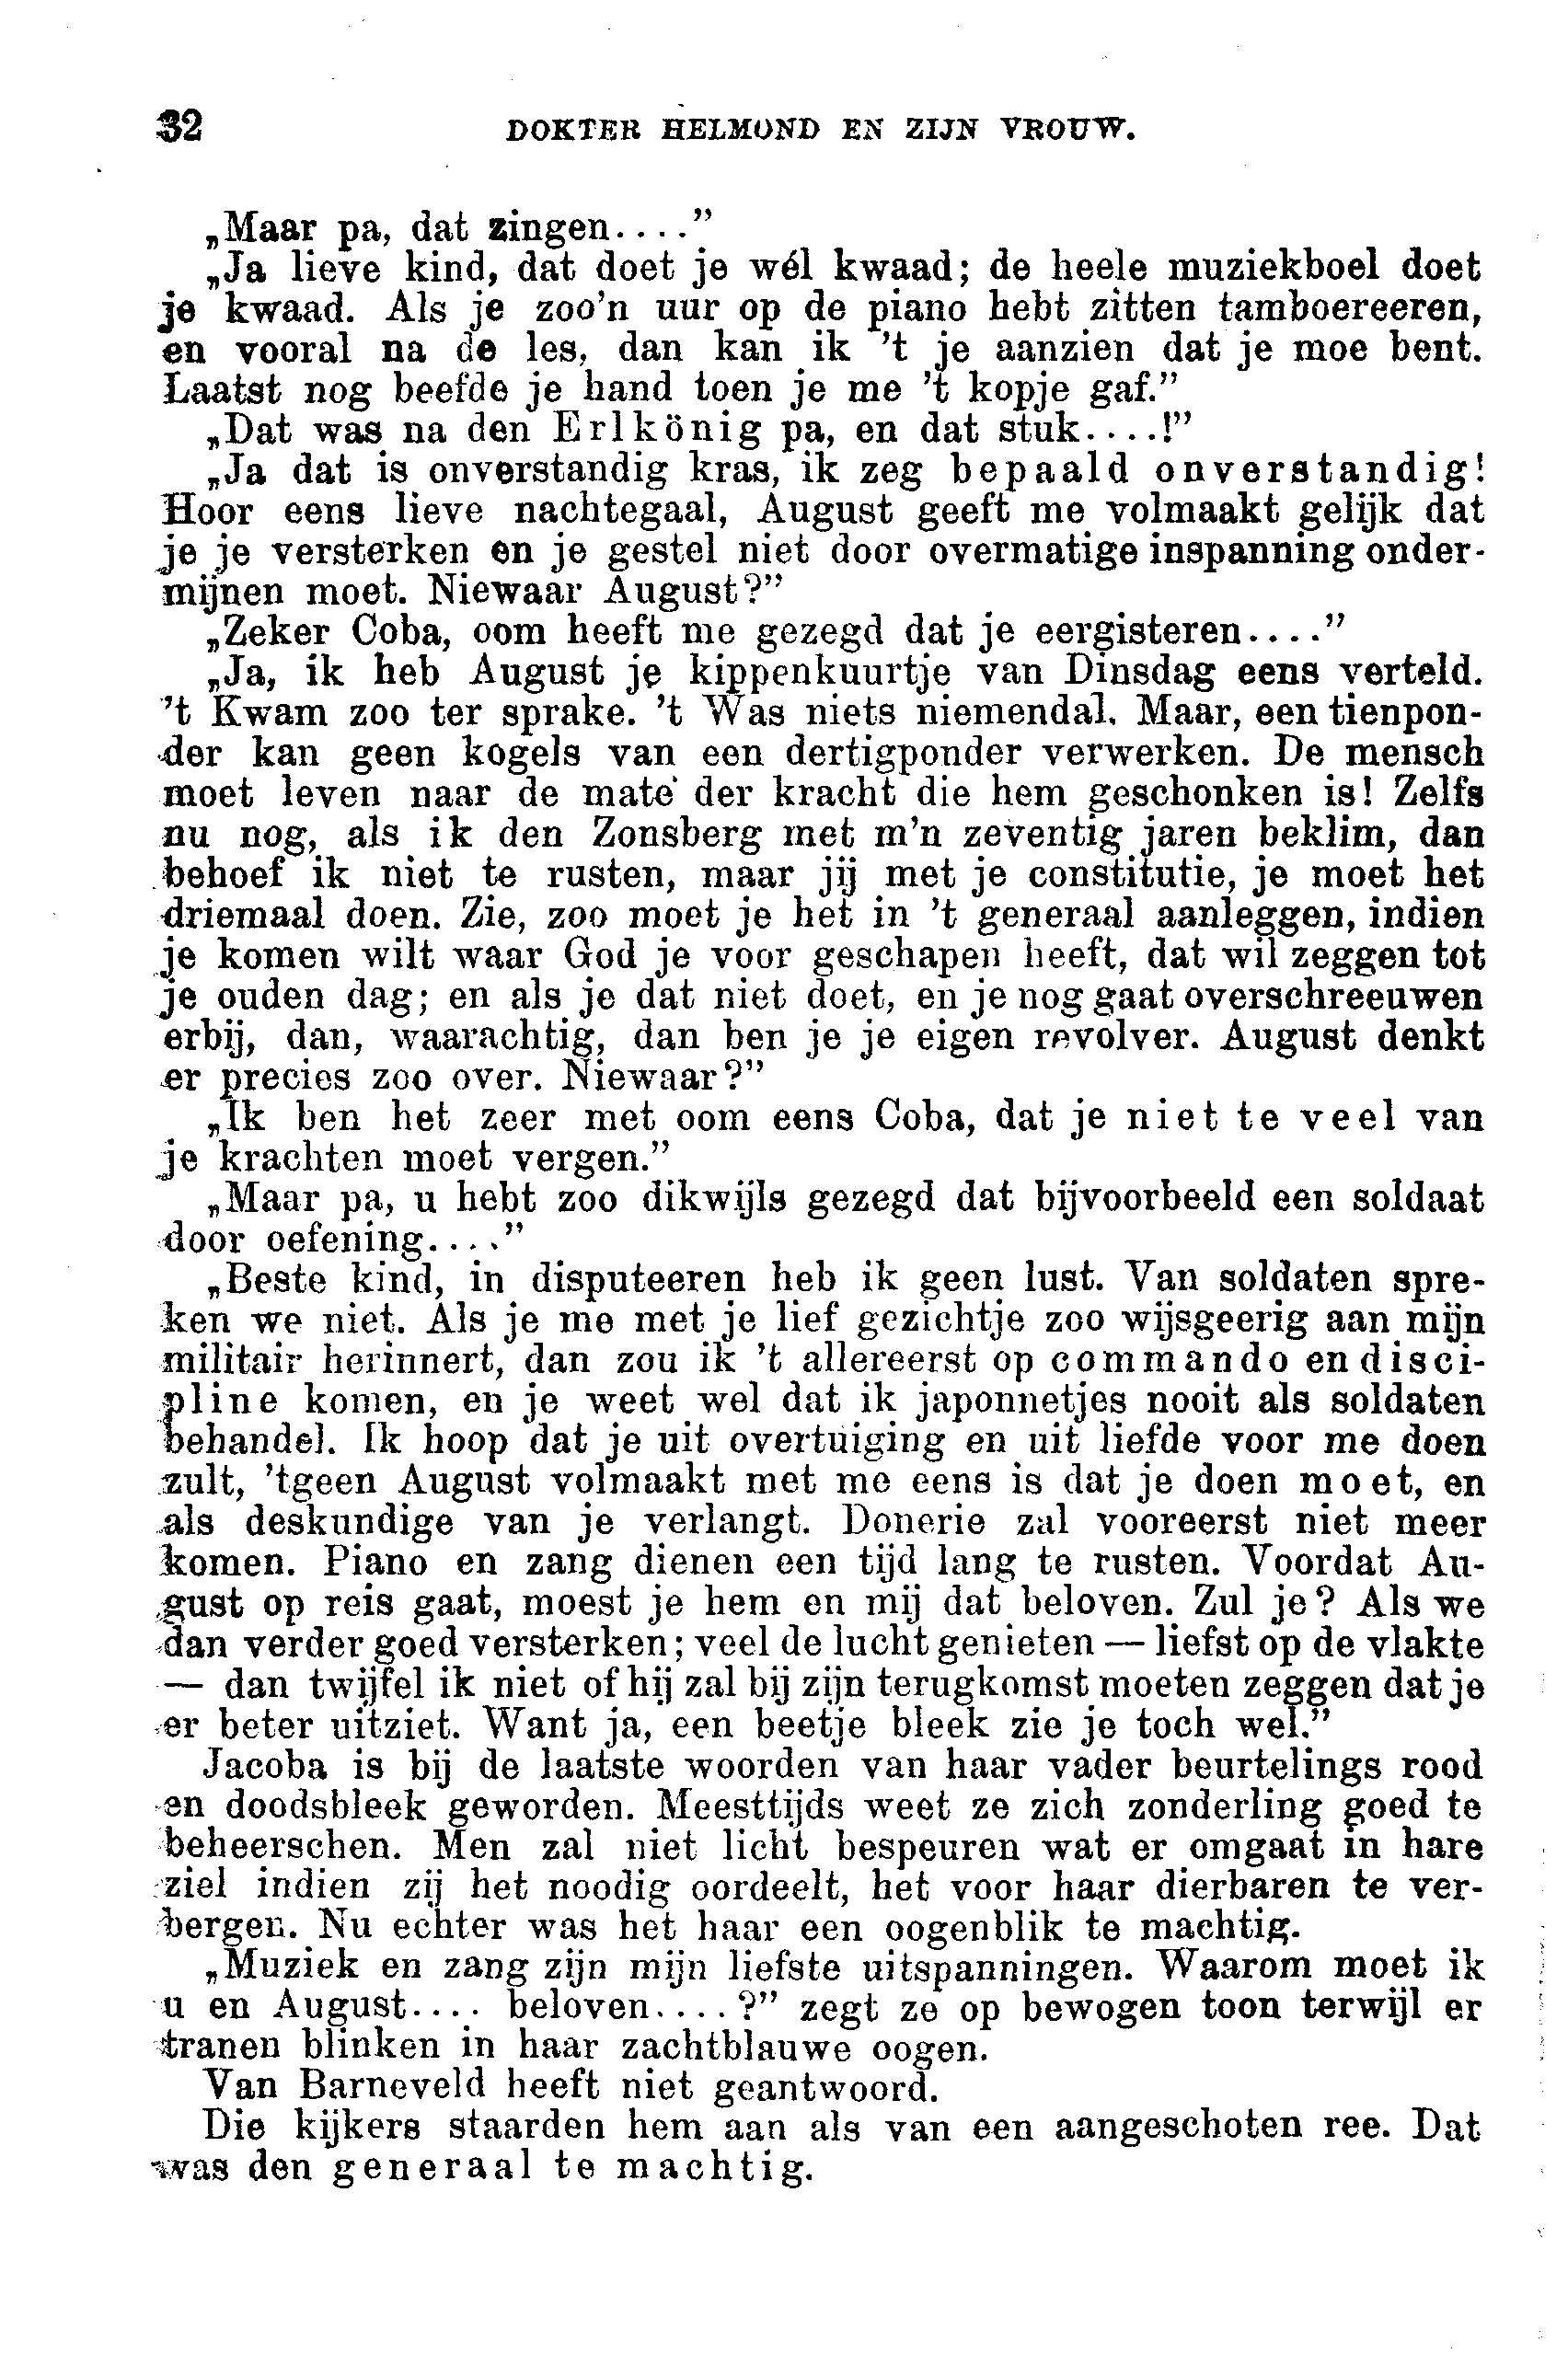 32 DOKTER HELMOND EN ZIJN VROUW.
„Maar pa, dat zingen....”
„Ja lieve kind, dat doet je wél kwaad; de heele muziekboel doet
je kwaad. Als je zoo’n uur op de piano hebt zitten tamboereeren,
en vooral na de les, dan kan ik ’t je aanzien dat je moe bent.
Laatst nog beefde je hand toen je me ’t kopje gaf.”
„Dat was na den Erlkönig pa, en dat stuk....!”
„Ja dat is onverstandig kras, ik zeg bepaald onverstandig!
Hoor eens lieve nachtegaal, August geeft me volmaakt gelijk dat
je je versterken en je gestel niet door overmatige inspanning onder-
mijnen moet. Niewaar August?”
„Zeker Coba, oom heeft me gezegd dat je eergisteren....”
„Ja, ik heb August je kippenkuurtje van Dinsdag eens verteld.
’t Kwam zoo ter sprake. ’t Was niets niemendal. Maar, een tienpon-
der kan geen kogels van een dertigponder verwerken. De mensch
moet leven naar de mate der kracht die hem geschonken is! Zelfs
nu nog, als ik den Zonsberg met m’n zeventig jaren beklim, dan
behoef ik niet te rusten, maar jij met je constitutie, je moet het
driemaal doen. Zie, zoo moet je het in ’t generaal aanleggen, indien
je komen wilt waar God je voor geschapen heeft, dat wil zeggen tot
je ouden dag; en als je dat niet doet, en je nog gaat overschreeuwen
erbij, dan, waarachtig, dan ben je je eigen revolver. August denkt
er precies zoo over. Niewaar?”
„Ik ben het zeer met oom eens Coba, dat je niet te veel van
je krachten moet vergen.”
„Maar pa, u hebt zoo dikwijls gezegd dat bijvoorbeeld een soldaat
door oefening....”
„Beste kind, in disputeeren heb ik geen lust. Van soldaten spre-
ken we niet. Als je me met je lief gezichtje zoo wijsgeerig aan mijn
militair herinnert, dan zou ik ’t allereerst op commando en disci-
pline komen, en je weet wel dat ik japonnetjes nooit als soldaten
behandel. Ik hoop dat je uit overtuiging en uit liefde voor me doen
zult, ’tgeen August volmaakt met me eens is dat je doen moet, en
als deskundige van je verlangt. Donerie zal vooreerst niet meer
komen. Piano en zang dienen een tijd lang te rusten. Voordat Au-
gust op reis gaat, moest je hem en mij dat beloven. Zul je? Als we
dan verder goed versterken; veel de lucht genieten — liefst op de vlakte
— dan twijfel ik niet of hij zal bij zijn terugkomst moeten zeggen dat je
er beter uitziet. Want ja, een beetje bleek zie je toch wel.”
Jacoba is bij de laatste woorden van haar vader beurtelings rood
en doodsbleek geworden. Meesttijds weet ze zich zonderling goed te
beheerschen. Men zal niet licht bespeuren wat er omgaat in hare
ziel indien zij het noodig oordeelt, het voor haar dierbaren te ver-
bergen. Nu echter was het haar een oogenblik te machtig.
„Muziek en zang zijn mijn liefste uitspanningen. Waarom moet ik
u en August.... beloven....?” zegt ze op bewogen toon terwijl er
tranen blinken in haar zachtblauwe oogen.
Van Barneveld heeft niet geantwoord.
Die kijkers staarden hem aan als van een aangeschoten ree. Dat
was den generaal te machtig.